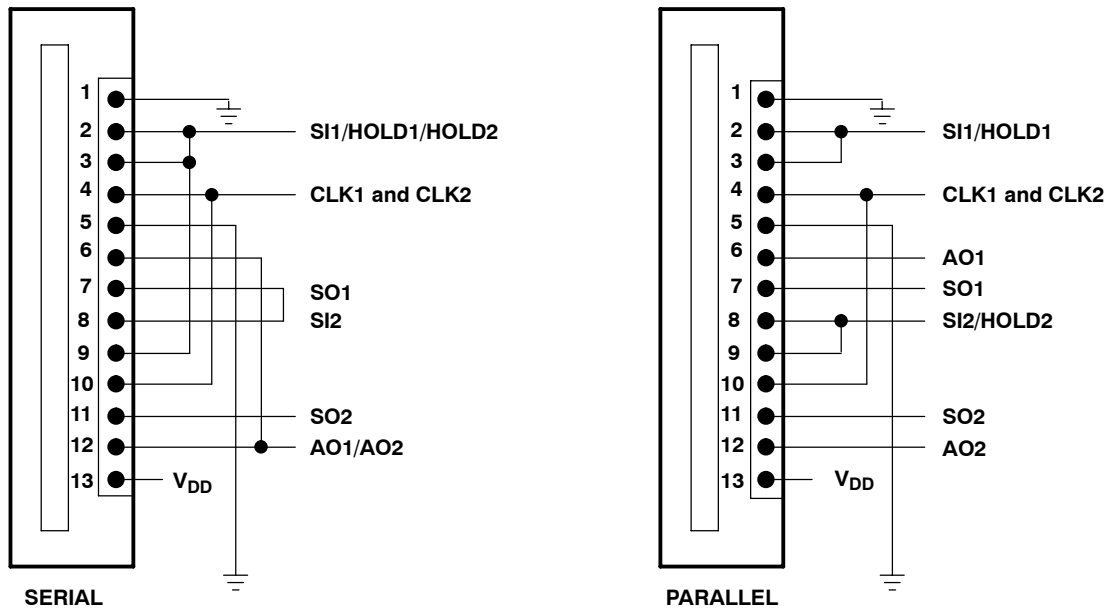 1
2 SI1/HOLD1/HOLD2
3
4 CLK1 and CLK2
5
6
7 SO1
8 SI2
9
10
11 SO2
12 AO1/AO2
13 VDD
SERIAL
1
2 SI1/HOLD1
3
4 CLK1 and CLK2
5
6 AO1
7 SO1
8 SI2/HOLD2
9
10
11 SO2
12 AO2
13 VDD
PARALLEL